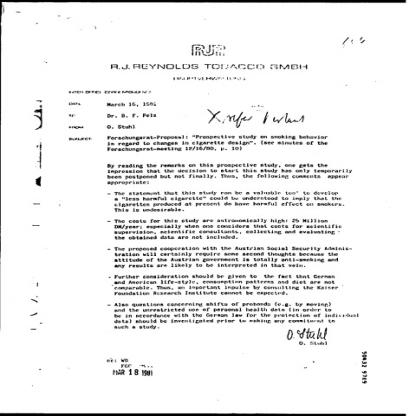 RJR
R.J. REYNOLDS TOBACCO GMBH
INTER OFFICE CORRESPONDENCE
DATE: March 16, 1981
TO: Dr. B. F. Pelz
FROM: O. Stuhl
SUBJECT: Forschungsrat-Proposal: "Prospective study on smoking behavior
in regard to changes in cigarette design". (see minutes of the
Forschungsrat-meeting 12/16/80, p. 10)
By reading the remarks on this prospective study, one gets the
impression that the decision to start this study has only temporarily
been postponed but not finally. Thus, the following comments appear
appropriate:
- The statement that this study can be a valuable tool to develop
a "less harmful cigarette" could be understood to imply that the
cigarettes produced at present do have harmful effect on smokers.
This is undesirable.
- The costs for this study are astronomically high: 25 Million
DM/year; especially when one considers that costs for scientific
supervision, scientific consultants, collecting and evaluating
the obtained data are not included.
- The proposed cooperation with the Austrian Social Security Adminis-
tration will certainly require some second thoughts because the
attitude of the Austrian government is totally anti-smoking and
any results are likely to be interpreted in that vein.
- Further consideration should be given to the fact that German
and American life-style, consumption patterns and diet are not
comparable. Thus, an important impulse by consulting the Kaiser
Foundation Research Institute cannot be expected.
- Also questions concerning shifts of probands (e.g. by moving)
and the unrestricted use of personal health data (in order to
be in accordance with the German law for the protection of individual
data) should be investigated prior to making any commitment to
such a study.
O. Stuhl
O. Stuhl
MAR 18 1981